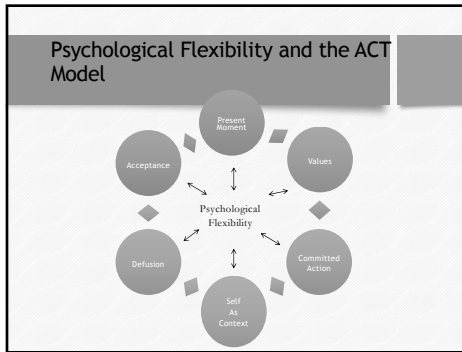 Psychological Flexibility and the ACT
Model
Present
Moment
Acceptance
Values
Psychological
Flexibility
Defusion
Committed
Action
Self
As
Context